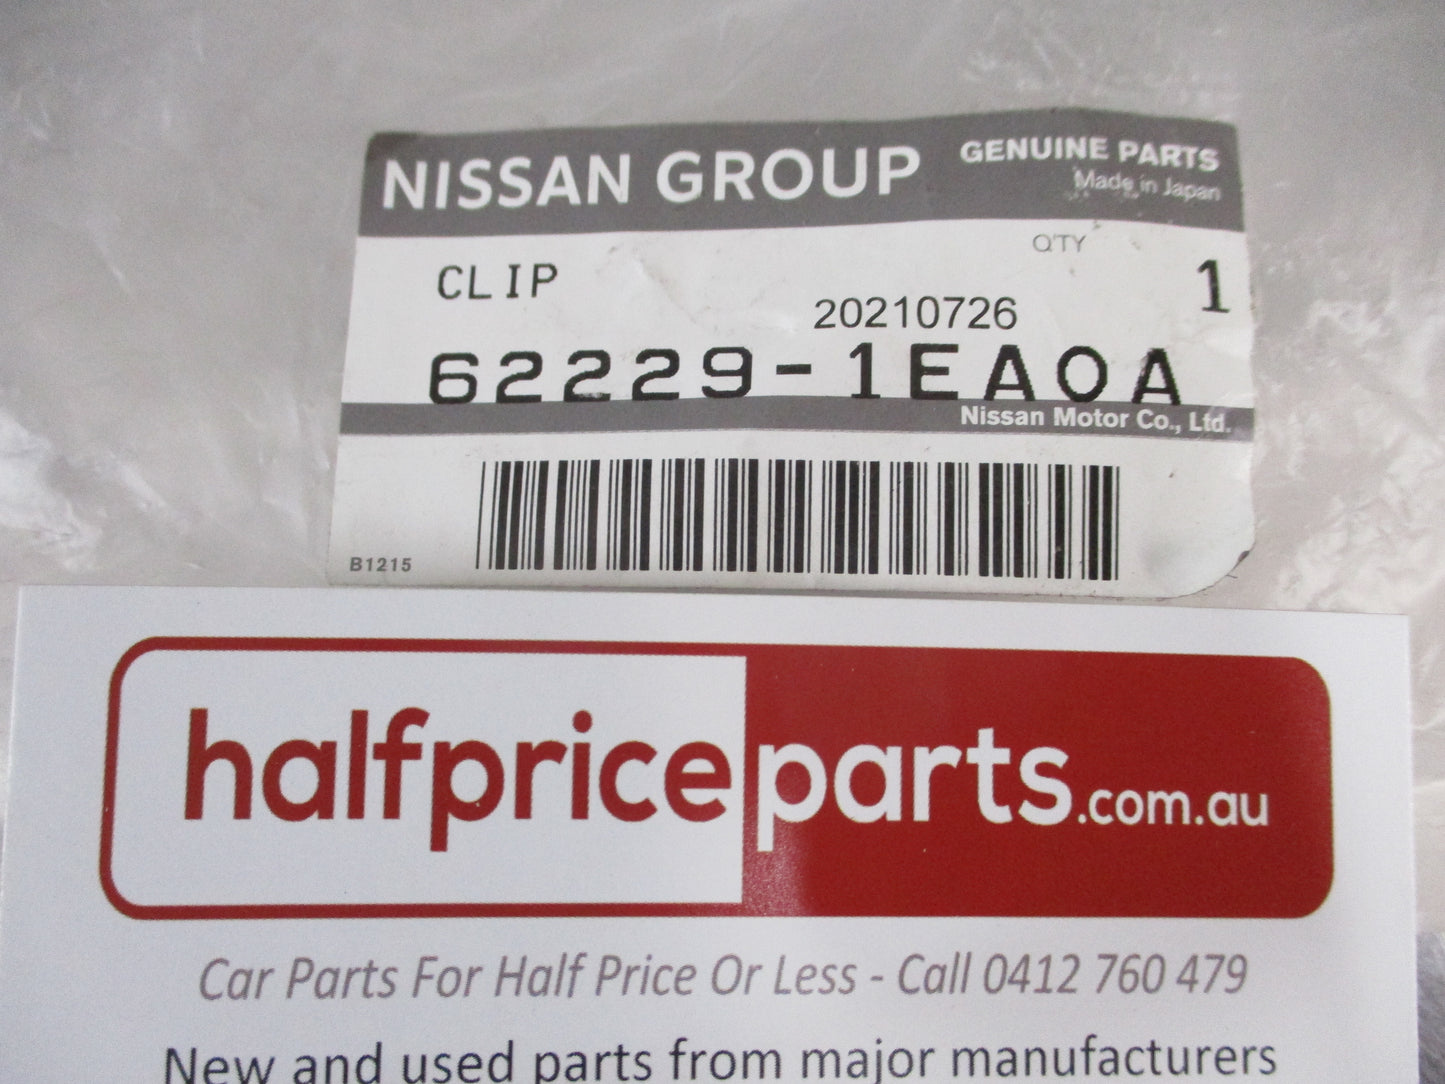 NISSAN GROUP
GENUINE PARTS
Made in Japan
CLIP
Q'TY
1
20210726
62229-1EA0A
Nissan Motor Co., Ltd.
B1215
halfpriceparts.com.au
Car Parts For Half Price Or Less - Call 0412 760 479
New and used parts from major manufacturers